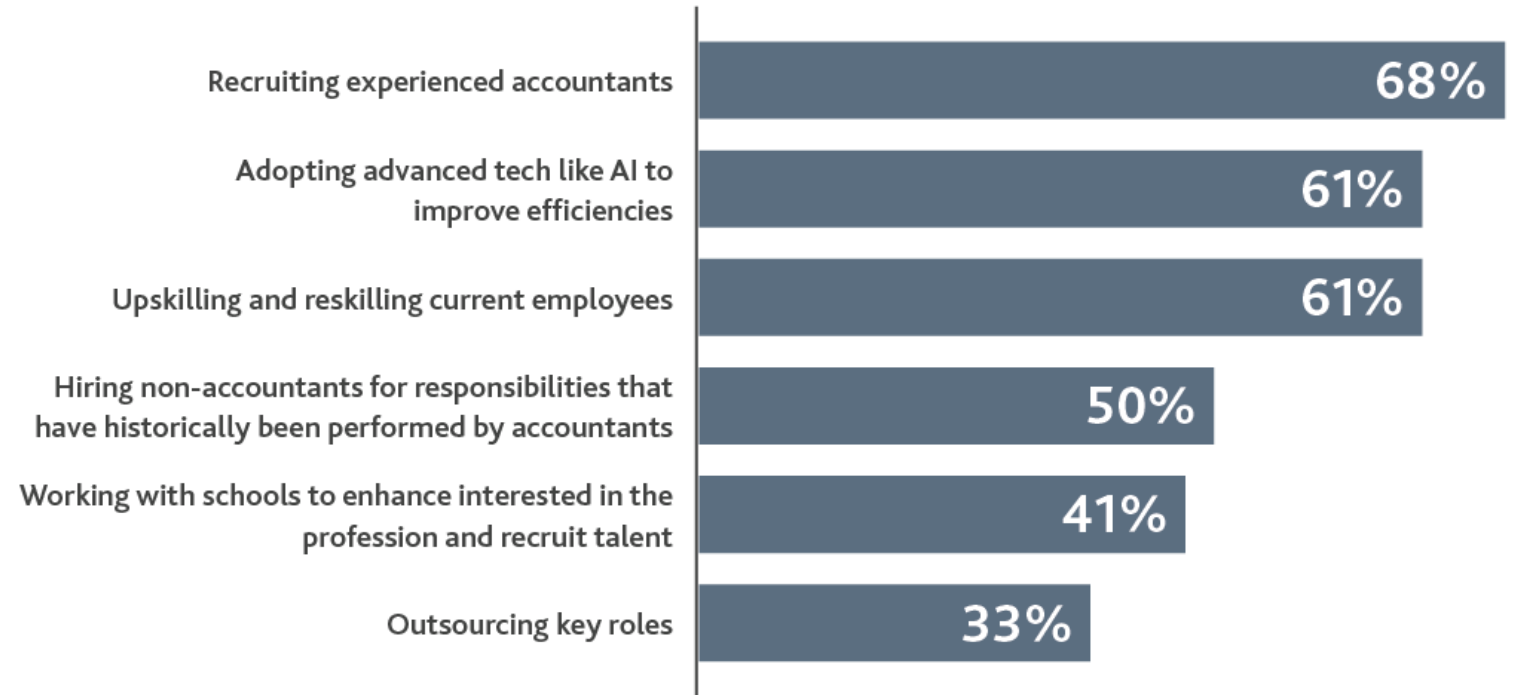 Recruiting experienced accountants
68%
Adopting advanced tech like AI to
improve efficiencies
61%
Upskilling and reskilling current employees
61%
Hiring non-accountants for responsibilities that
have historically been performed by accountants
50%
Working with schools to enhance interested in the
profession and recruit talent
41%
Outsourcing key roles
33%